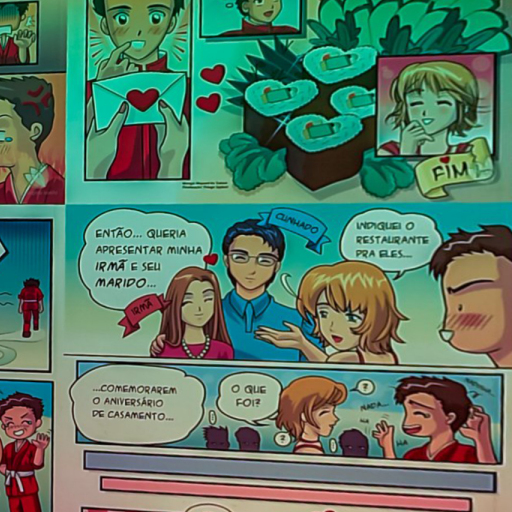 FIM
ENTÃO... QUERIA
APRESENTAR MINHA
IRMÃ E SEU
MARIDO...
IRMÃ
CUNHADO
INDIQUEI O
RESTAURANTE
PRA ELES...
...COMEMORAREM
O ANIVERSÁRIO
DE CASAMENTO...
O QUE
FOI?
?
?
NADA...
HA
HA